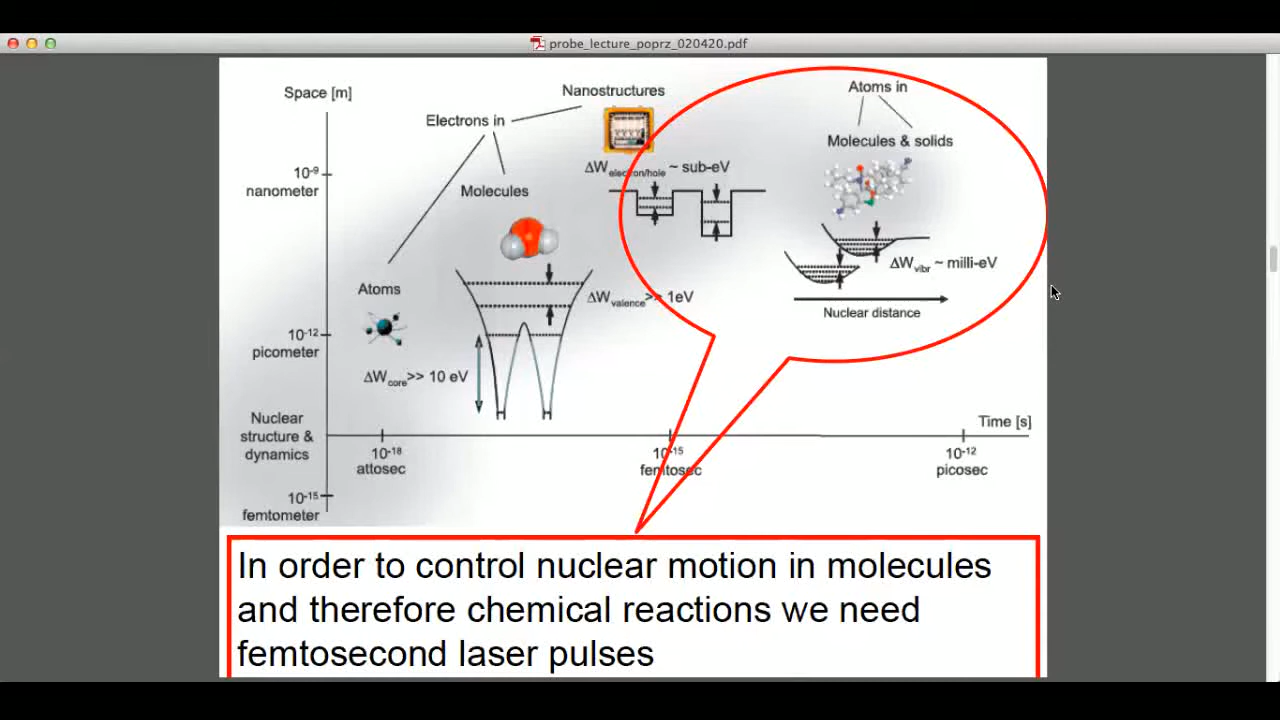 probe_lecture_poprz_020420.pdf
Space [m]
Nanostructures
Atoms in
Electrons in
Molecules & solids
10⁻⁹
nanometer
ΔW electron/hole ~ sub-eV
Molecules
ΔW vibr ~ milli-eV
Atoms
ΔW valence >> 1eV
Nuclear distance
10⁻¹²
picometer
ΔW core >> 10 eV
Nuclear
structure &
dynamics
Time [s]
10⁻¹⁸
attosec
10⁻¹⁵
femtosec
10⁻¹²
picosec
10⁻¹⁵
femtometer
In order to control nuclear motion in molecules
and therefore chemical reactions we need
femtosecond laser pulses